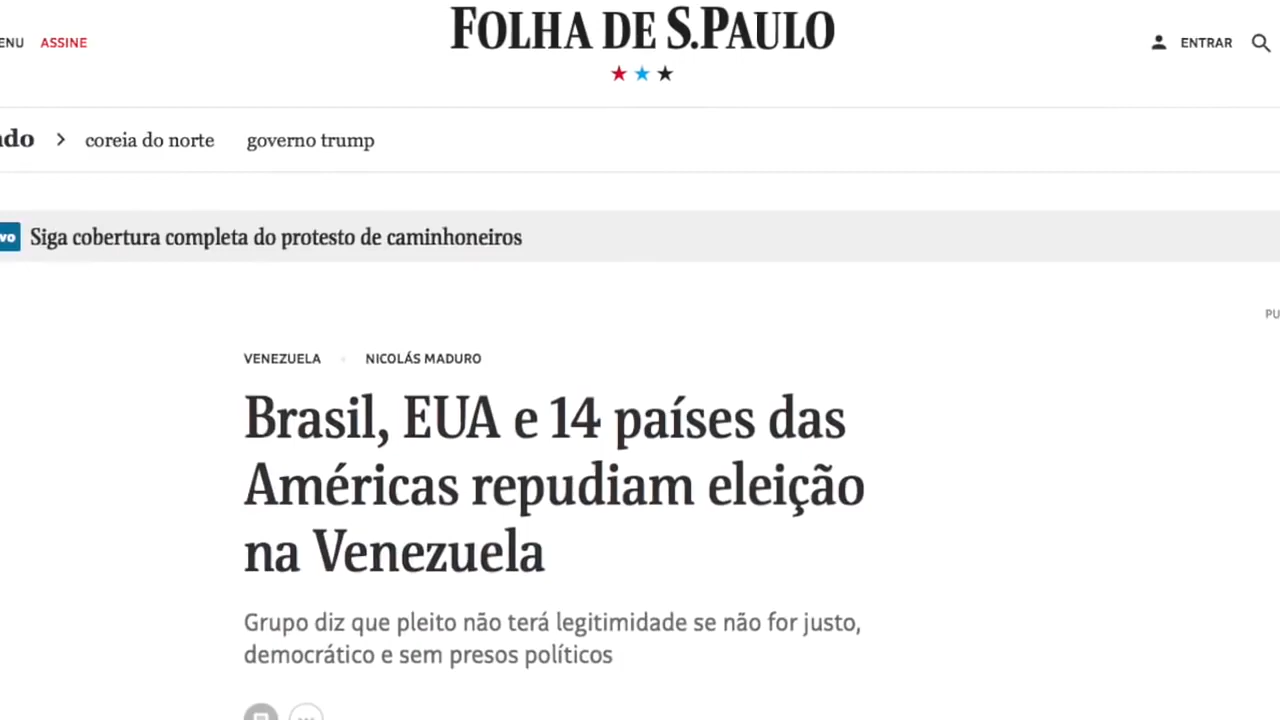 FOLHA DE S.PAULO
ENU ASSINE
ENTRAR
ndo > coreia do norte governo trump
vo Siga cobertura completa do protesto de caminhoneiros
PU
VENEZUELA NICOLÁS MADURO
Brasil, EUA e 14 países das
Américas repudiam eleição
na Venezuela
Grupo diz que pleito não terá legitimidade se não for justo,
democrático e sem presos políticos